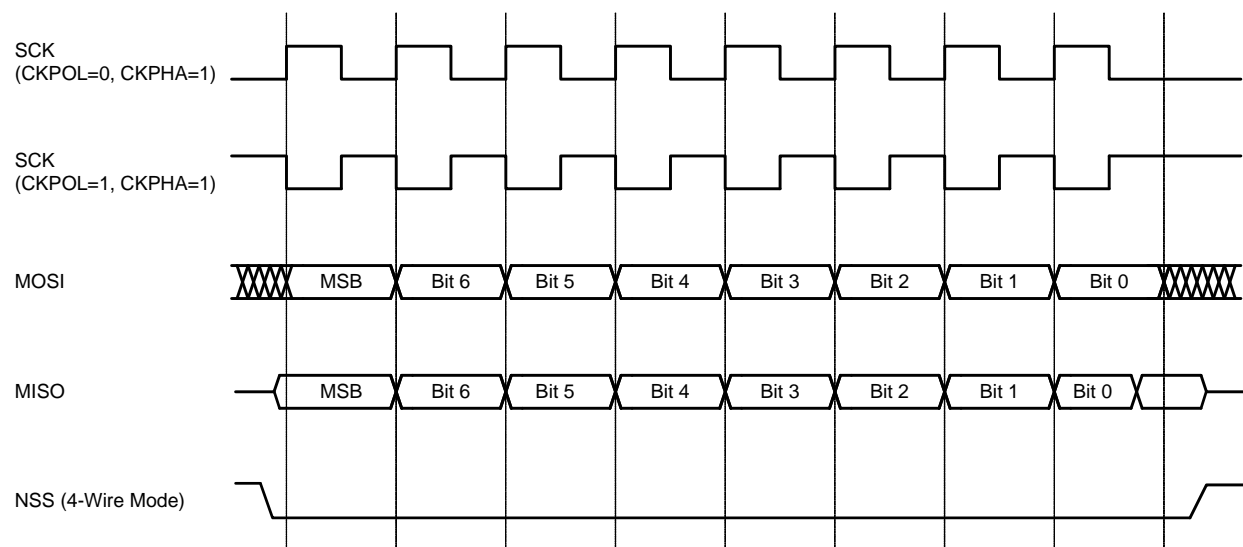 SCK
(CKPOL=0, CKPHA=1)
SCK
(CKPOL=1, CKPHA=1)
MOSI MSB Bit 6 Bit 5 Bit 4 Bit 3 Bit 2 Bit 1 Bit 0
MISO MSB Bit 6 Bit 5 Bit 4 Bit 3 Bit 2 Bit 1 Bit 0
NSS (4-Wire Mode)